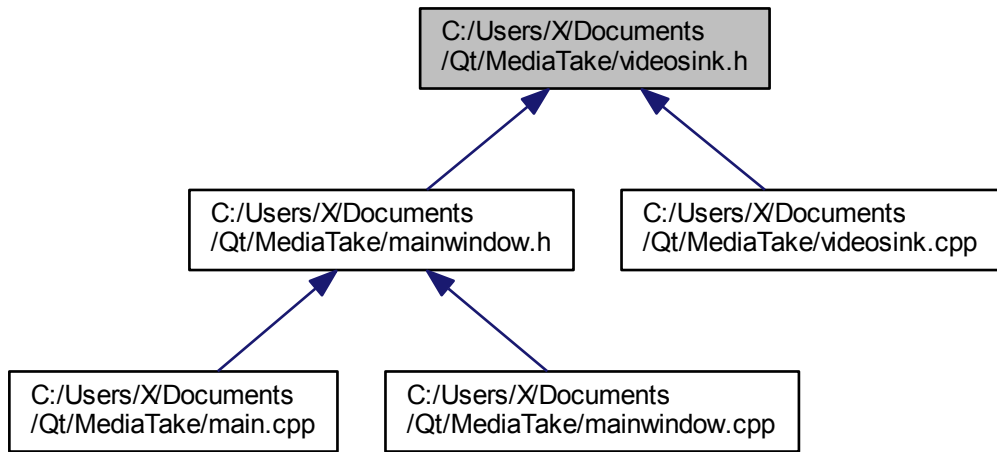 C:/Users/X/Documents
/Qt/MediaTake/videosink.h
C:/Users/X/Documents
/Qt/MediaTake/mainwindow.h
C:/Users/X/Documents
/Qt/MediaTake/videosink.cpp
C:/Users/X/Documents
/Qt/MediaTake/main.cpp
C:/Users/X/Documents
/Qt/MediaTake/mainwindow.cpp